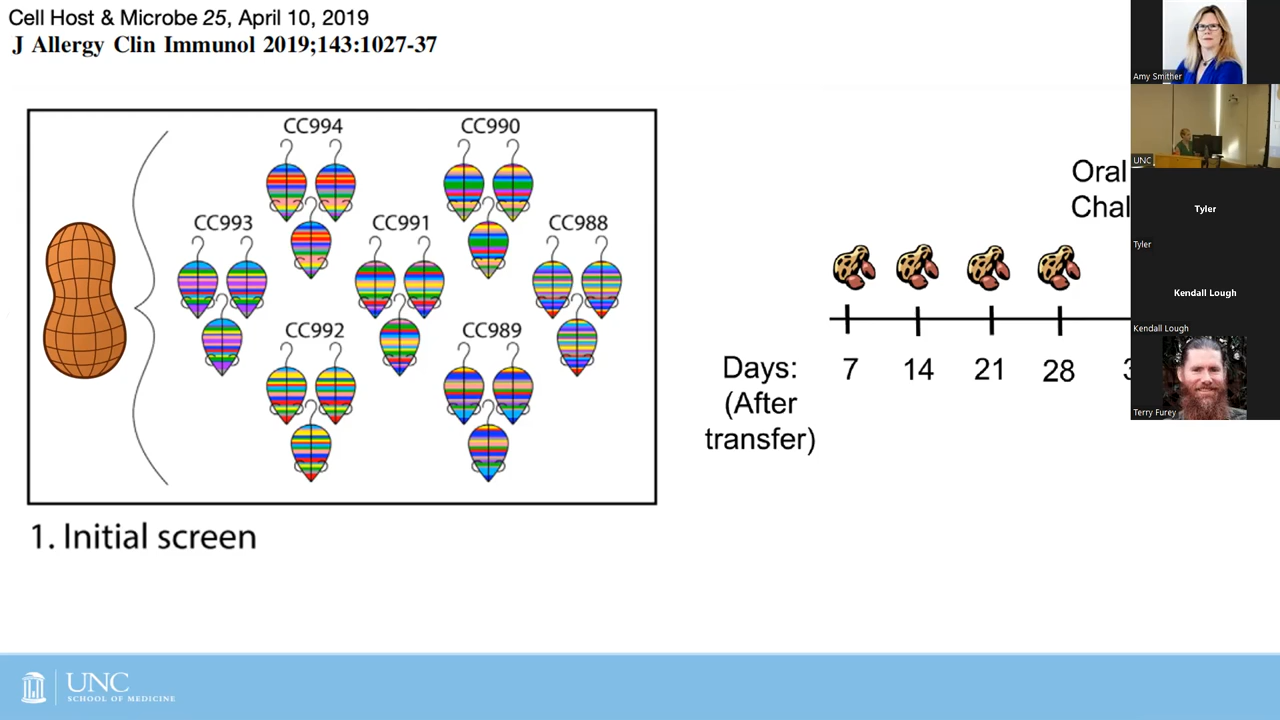 Cell Host & Microbe 25, April 10, 2019
J Allergy Clin Immunol 2019;143:1027-37
CC994
CC990
CC993
CC991
CC988
CC992
CC989
1. Initial screen
Oral
Chal
Days:
(After
transfer)
7 14 21 28
UNC
SCHOOL OF MEDICINE
Amy Smither
UNC
Tyler
Tyler
Kendall Lough
Kendall Lough
Terry Furey